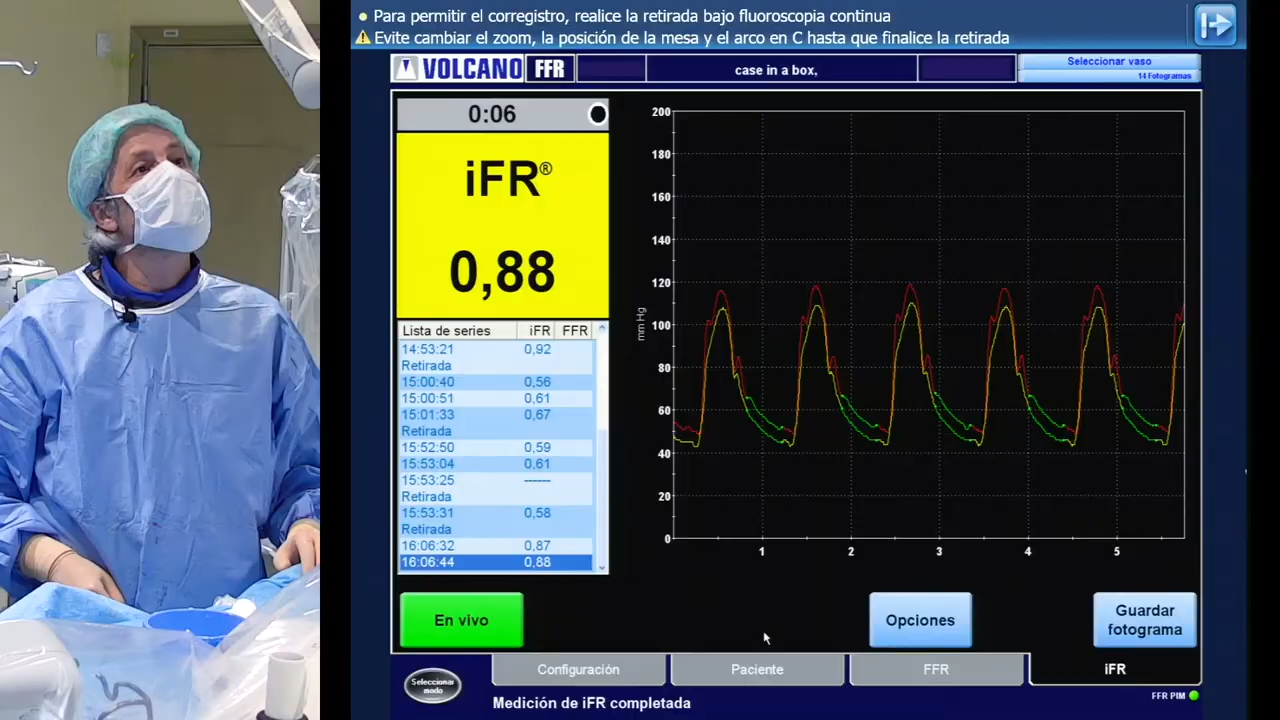 Para permitir el corregistro, realice la retirada bajo fluoroscopia continua
Evite cambiar el zoom, la posición de la mesa y el arco en C hasta que finalice la retirada
VOLCANO FFR case in a box, Seleccionar vaso
14 Fotogramas
0:06
iFR®
0,88
Lista de series iFR FFR
14:53:21 0,92
Retirada
15:00:40 0,56
15:00:51 0,61
15:01:33 0,67
Retirada
15:52:50 0,59
15:53:04 0,61
15:53:25 ------
Retirada
15:53:31 0,58
Retirada
16:06:32 0,87
16:06:44 0,88
200
180
160
140
120
100
80
60
40
20
0
mm Hg
1 2 3 4 5
En vivo
Opciones
Guardar
fotograma
Seleccionar
modo
Configuración Paciente FFR iFR
Medición de iFR completada
FFR PIM